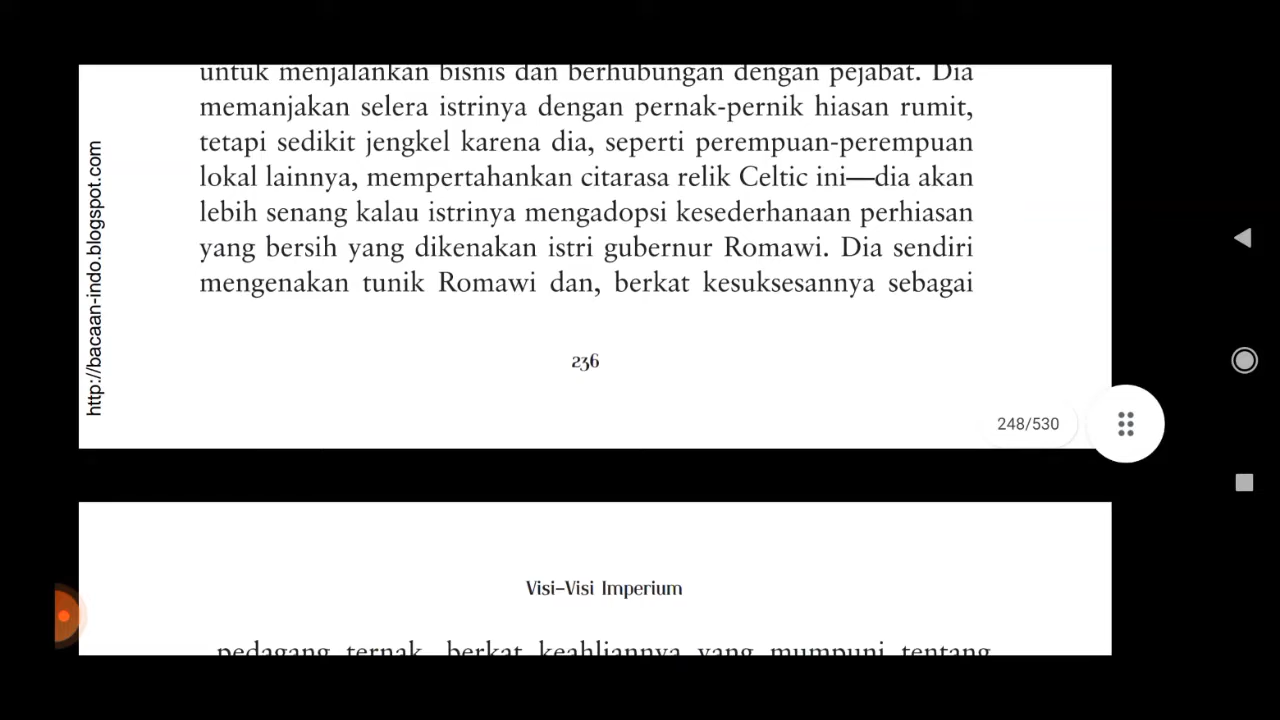 untuk menjalankan bisnis dan berhubungan dengan pejabat. Dia
memanjakan selera istrinya dengan pernak-pernik hiasan rumit,
tetapi sedikit jengkel karena dia, seperti perempuan-perempuan
lokal lainnya, mempertahankan citarasa relik Celtic ini—dia akan
lebih senang kalau istrinya mengadopsi kesederhanaan perhiasan
yang bersih yang dikenakan istri gubernur Romawi. Dia sendiri
mengenakan tunik Romawi dan, berkat kesuksesannya sebagai
236
http://bacaan-indo.blogspot.com
248/530
Visi-Visi Imperium
pedagang ternak, berkat keahliannya yang mumpuni tentang